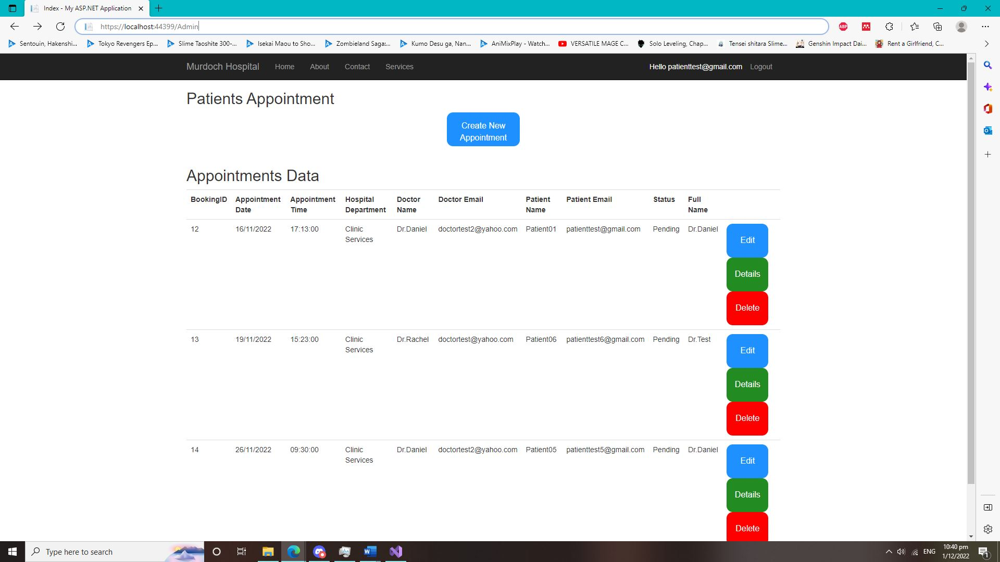 Index - My ASP.NET Application
https://localhost:44399/Admin
ABP
Sentouin, Hakenshi... Tokyo Revengers Ep... Slime Taoshite 300-... Isekai Maou to Sho... Zombieland Saga:... Kumo Desu ga, Nan... AniMixPlay - Watch... VERSATILE MAGE C... Solo Leveling, Chap... Tensei shitara Slime... Genshin Impact Dai... Rent a Girlfriend, C...
Murdoch Hospital Home About Contact Services Hello patienttest@gmail.com Logout
Patients Appointment
Create New
Appointment
Appointments Data
BookingID Appointment Appointment Hospital Doctor Doctor Email Patient Patient Email Status Full
Date Time Department Name Name Name
12 16/11/2022 17:13:00 Clinic Dr.Daniel doctortest2@yahoo.com Patient01 patienttest@gmail.com Pending Dr.Daniel
Services
Edit
Details
Delete
13 19/11/2022 15:23:00 Clinic Dr.Rachel doctortest@yahoo.com Patient06 patienttest6@gmail.com Pending Dr.Test
Services
Edit
Details
Delete
14 26/11/2022 09:30:00 Clinic Dr.Daniel doctortest2@yahoo.com Patient05 patienttest5@gmail.com Pending Dr.Daniel
Services
Edit
Details
Delete
Type here to search
ENG
10:40 pm
1/12/2022
1